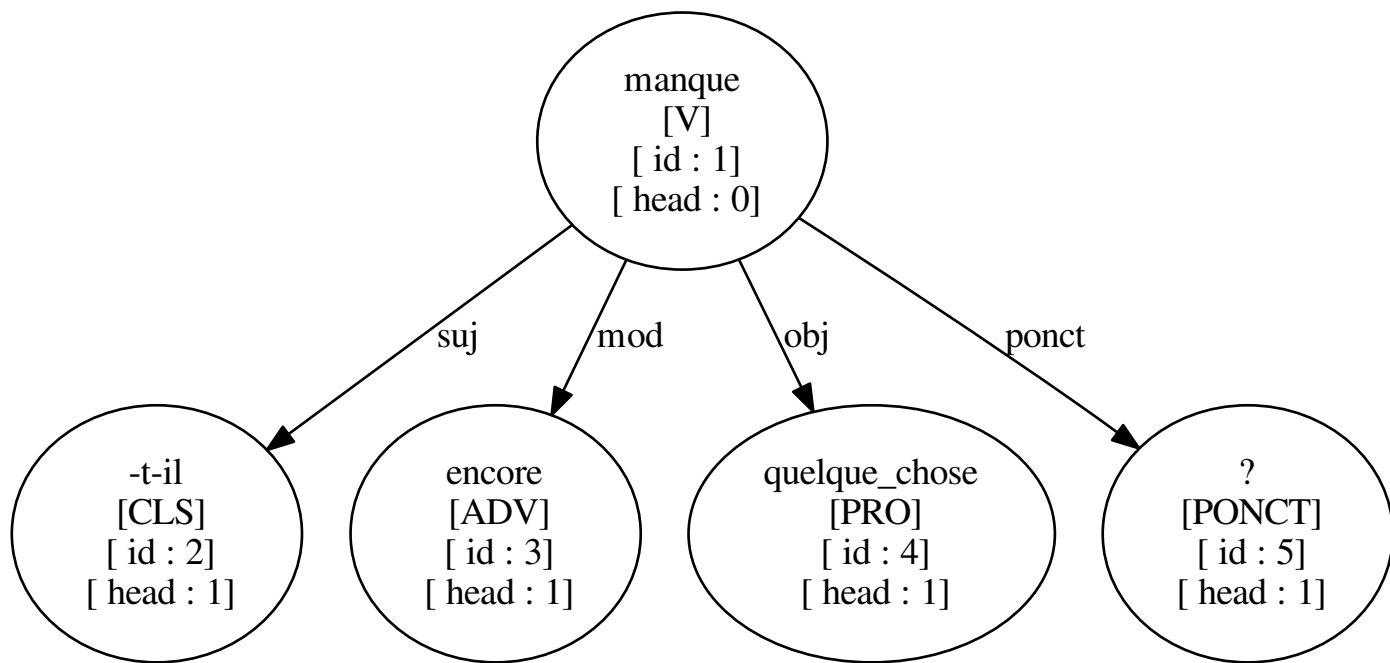 manque
[V]
[ id : 1]
[ head : 0]
suj
mod
obj
ponct
-t-il
[CLS]
[ id : 2]
[ head : 1]
encore
[ADV]
[ id : 3]
[ head : 1]
quelque_chose
[PRO]
[ id : 4]
[ head : 1]
?
[PONCT]
[ id : 5]
[ head : 1]